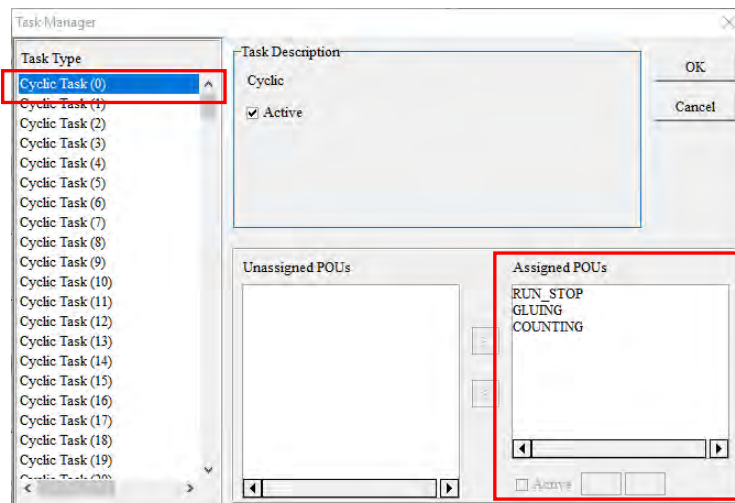 Task Manager
Task Type
Cyclic Task (0)
Cyclic Task (1)
Cyclic Task (2)
Cyclic Task (3)
Cyclic Task (4)
Cyclic Task (5)
Cyclic Task (6)
Cyclic Task (7)
Cyclic Task (8)
Cyclic Task (9)
Cyclic Task (10)
Cyclic Task (11)
Cyclic Task (12)
Cyclic Task (13)
Cyclic Task (14)
Cyclic Task (15)
Cyclic Task (16)
Cyclic Task (17)
Cyclic Task (18)
Cyclic Task (19)
Cyclic Task (20)
Task Description
Cyclic
Active
OK
Cancel
Unassigned POUs
Assigned POUs
RUN_STOP
GLUING
COUNTING
Active